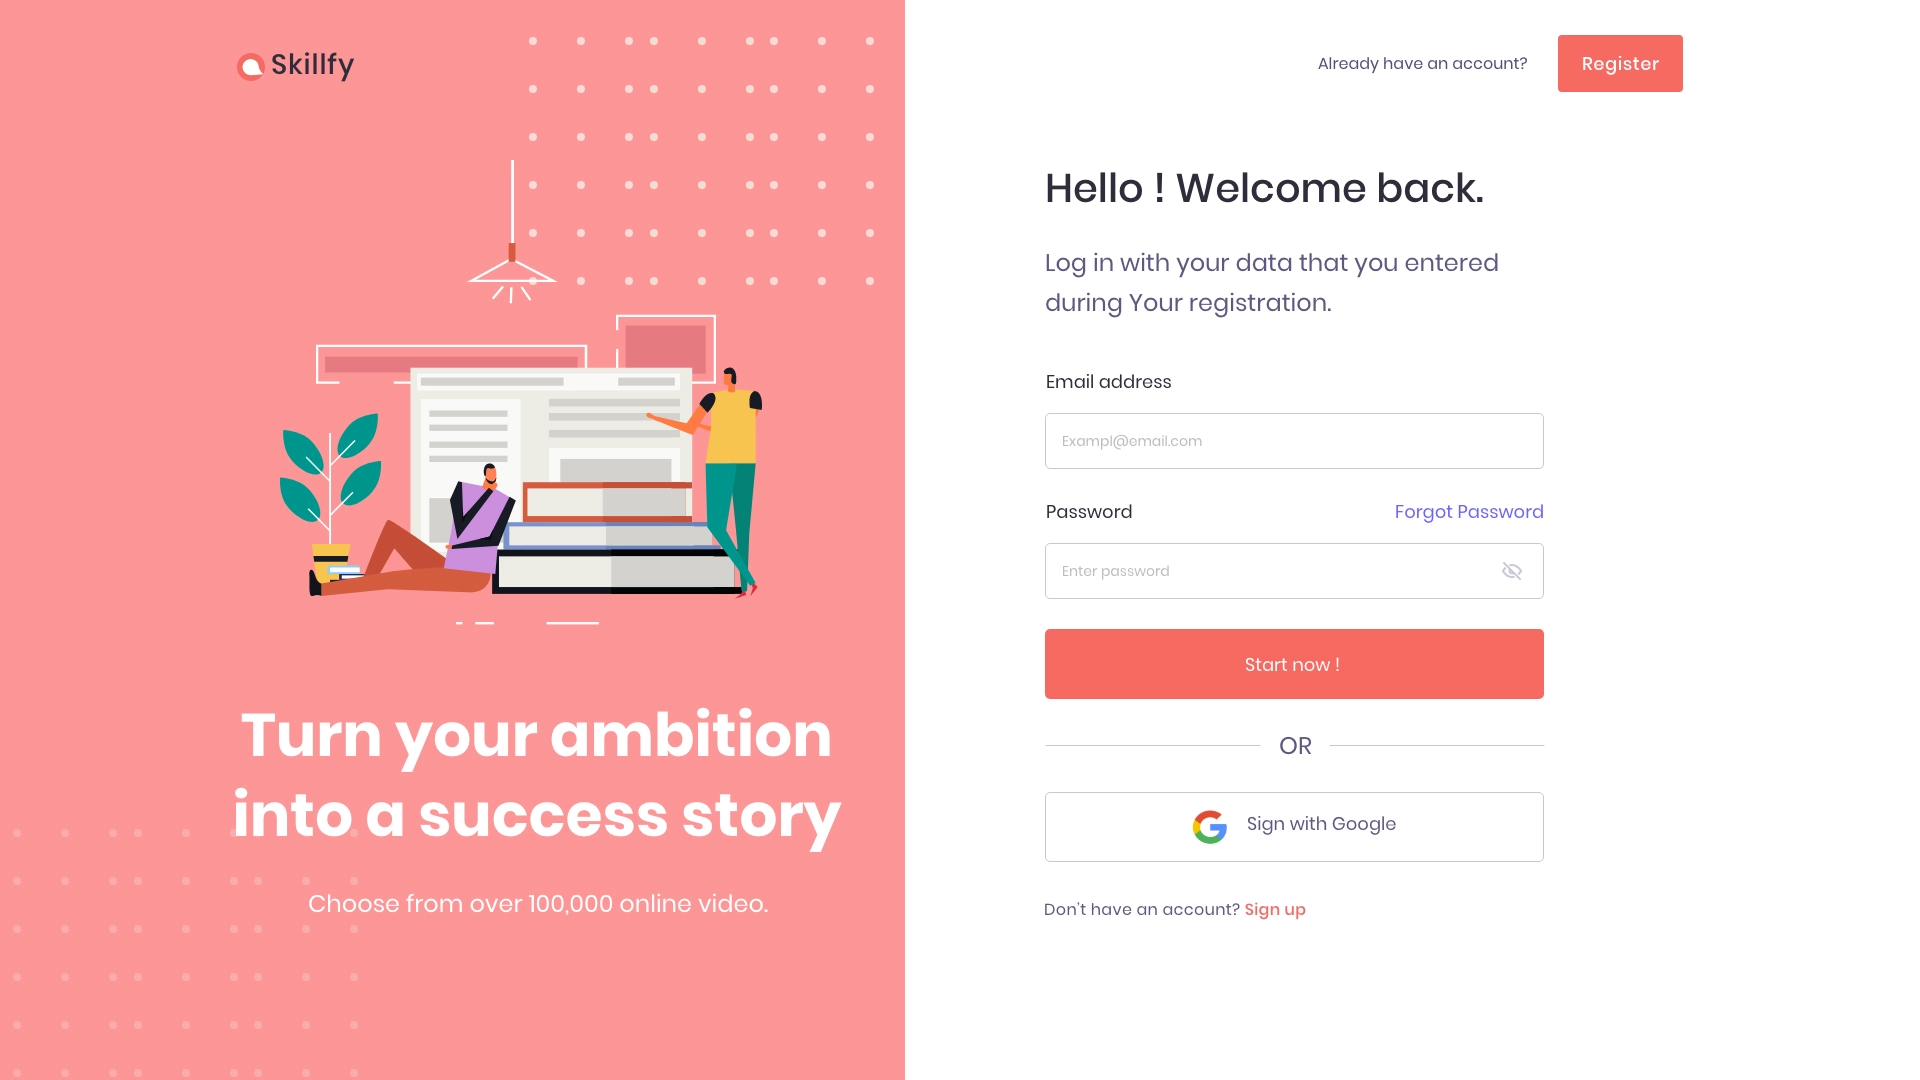 Skillfy
Turn your ambition
into a success story
Choose from over 100,000 online video.
Already have an account?
Register
Hello ! Welcome back.
Log in with your data that you entered
during Your registration.
Email address
Exampl@email.com
Password
Forgot Password
Enter password
Start now !
OR
Sign with Google
Don't have an account? Sign up